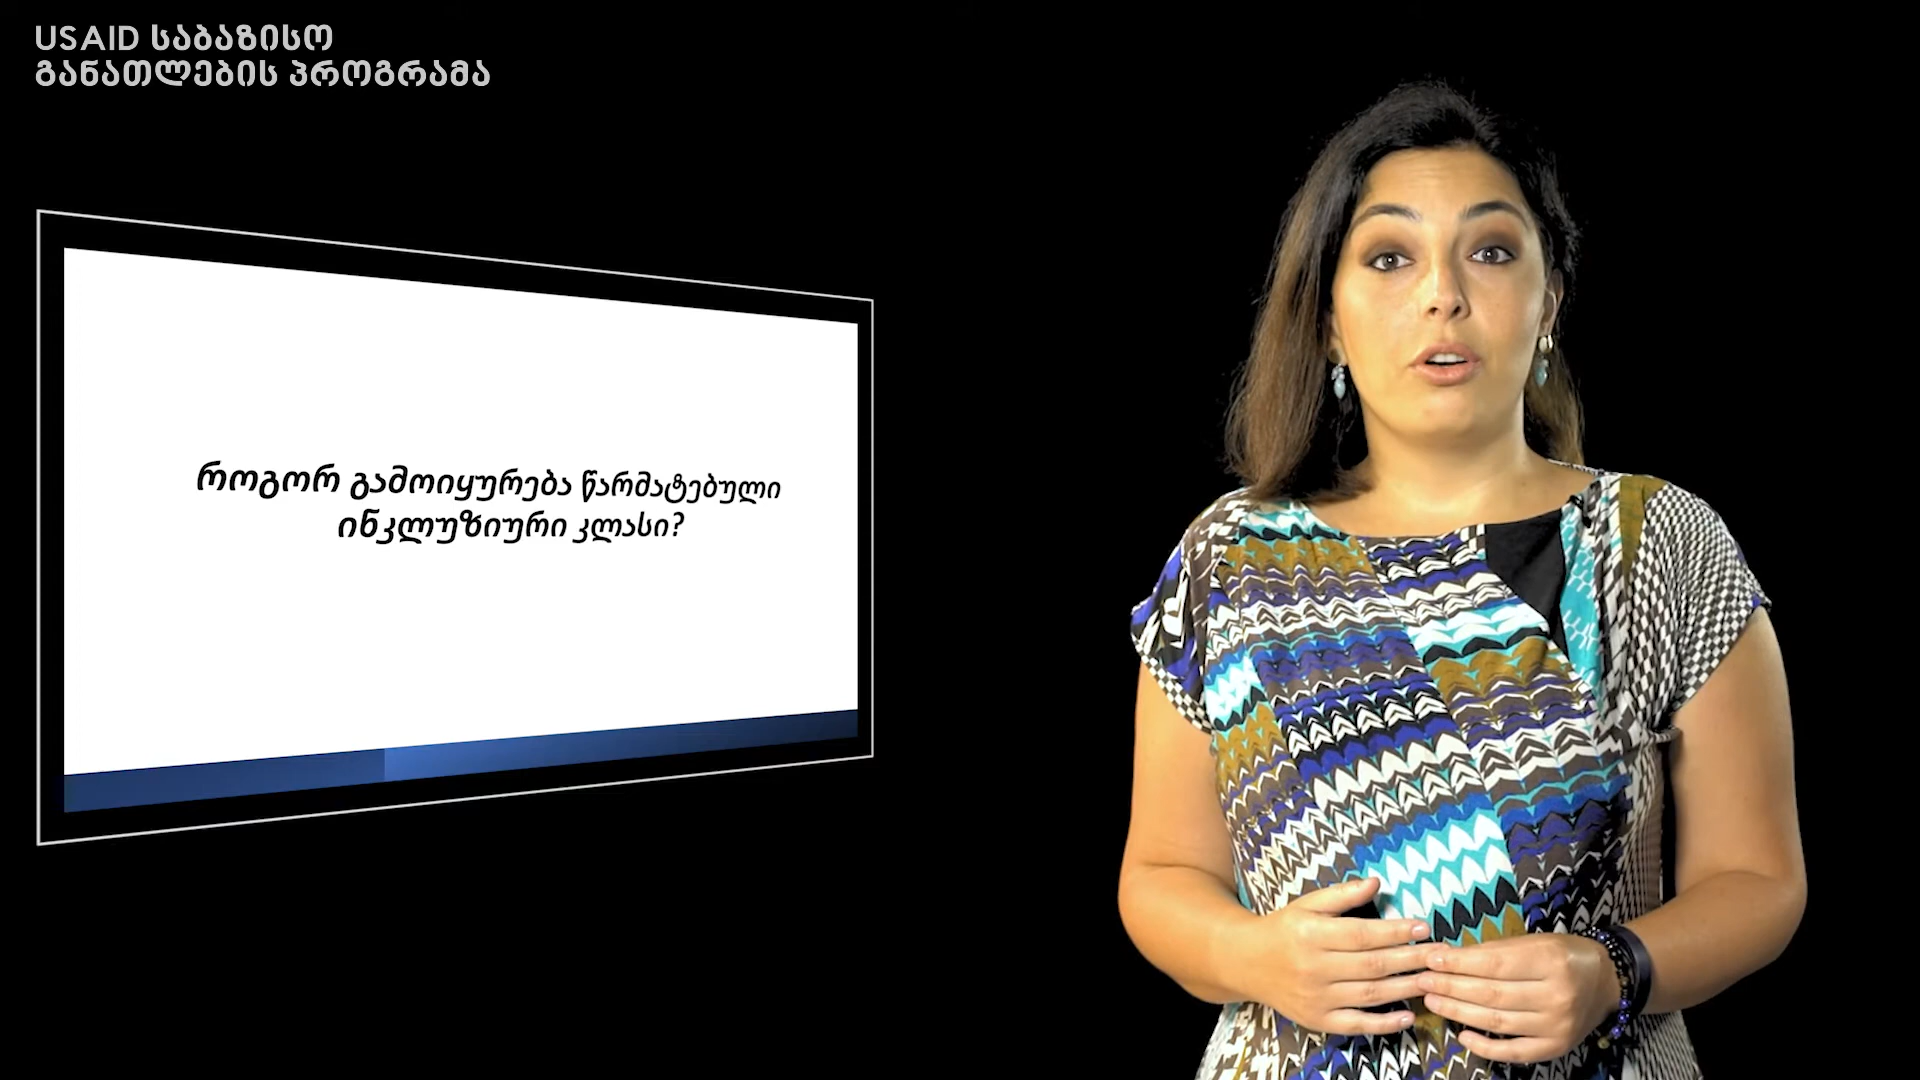 USAID საბაზისო
განათლების პროგრამა
როგორ გამოიყურება წარმატებული
ინკლუზიური კლასი?